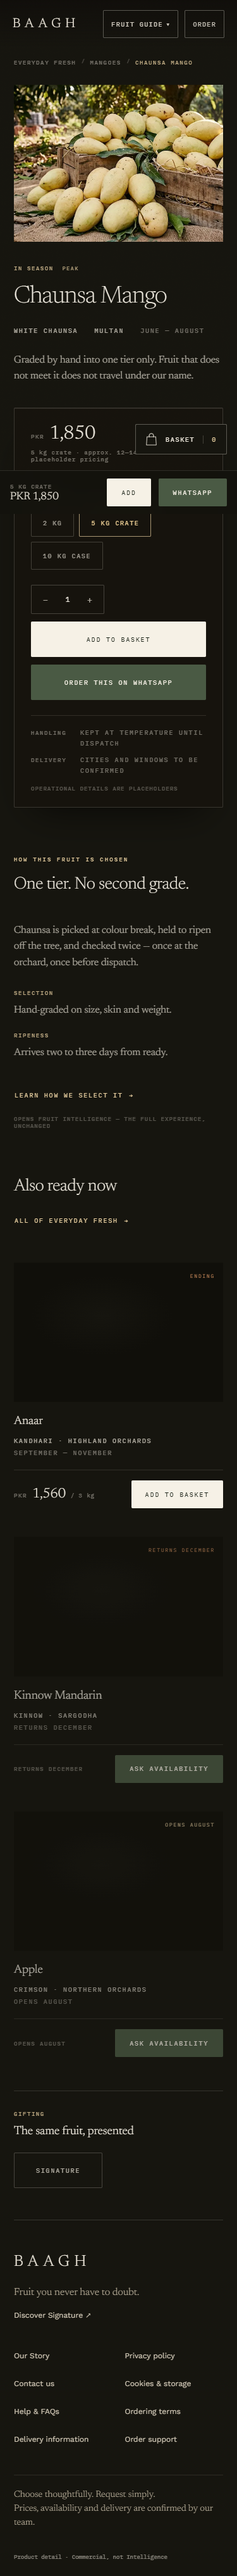 BAAGH
FRUIT GUIDE ▾
ORDER
EVERYDAY FRESH / MANGOES / CHAUNSA MANGO
IN SEASON PEAK
Chaunsa Mango
WHITE CHAUNSA MULTAN JUNE — AUGUST
Graded by hand into one tier only. Fruit that does
not meet it does not travel under our name.
PKR 1,850
5 kg crate · approx. 12–14
placeholder pricing
BASKET 0
5 KG CRATE
PKR 1,850
ADD
WHATSAPP
2 KG
5 KG CRATE
10 KG CASE
− 1 +
ADD TO BASKET
ORDER THIS ON WHATSAPP
HANDLING KEPT AT TEMPERATURE UNTIL
DISPATCH
DELIVERY CITIES AND WINDOWS TO BE
CONFIRMED
OPERATIONAL DETAILS ARE PLACEHOLDERS
HOW THIS FRUIT IS CHOSEN
One tier. No second grade.
Chaunsa is picked at colour break, held to ripen
off the tree, and checked twice — once at the
orchard, once before dispatch.
SELECTION
Hand-graded on size, skin and weight.
RIPENESS
Arrives two to three days from ready.
LEARN HOW WE SELECT IT →
OPENS FRUIT INTELLIGENCE — THE FULL EXPERIENCE,
UNCHANGED
Also ready now
ALL OF EVERYDAY FRESH →
ENDING
Anaar
KANDHARI · HIGHLAND ORCHARDS
SEPTEMBER — NOVEMBER
PKR 1,560 / 5 kg
ADD TO BASKET
RETURNS DECEMBER
Kinnow Mandarin
KINNOW · SARGODHA
RETURNS DECEMBER
RETURNS DECEMBER
ASK AVAILABILITY
OPENS AUGUST
Apple
CRIMSON · NORTHERN ORCHARDS
OPENS AUGUST
OPENS AUGUST
ASK AVAILABILITY
GIFTING
The same fruit, presented
SIGNATURE
BAAGH
Fruit you never have to doubt.
Discover Signature ↗
Our Story
Privacy policy
Contact us
Cookies & storage
Help & FAQs
Ordering terms
Delivery information
Order support
Choose thoughtfully. Request simply.
Prices, availability and delivery are confirmed by our
team.
Product detail · Commercial, not Intelligence